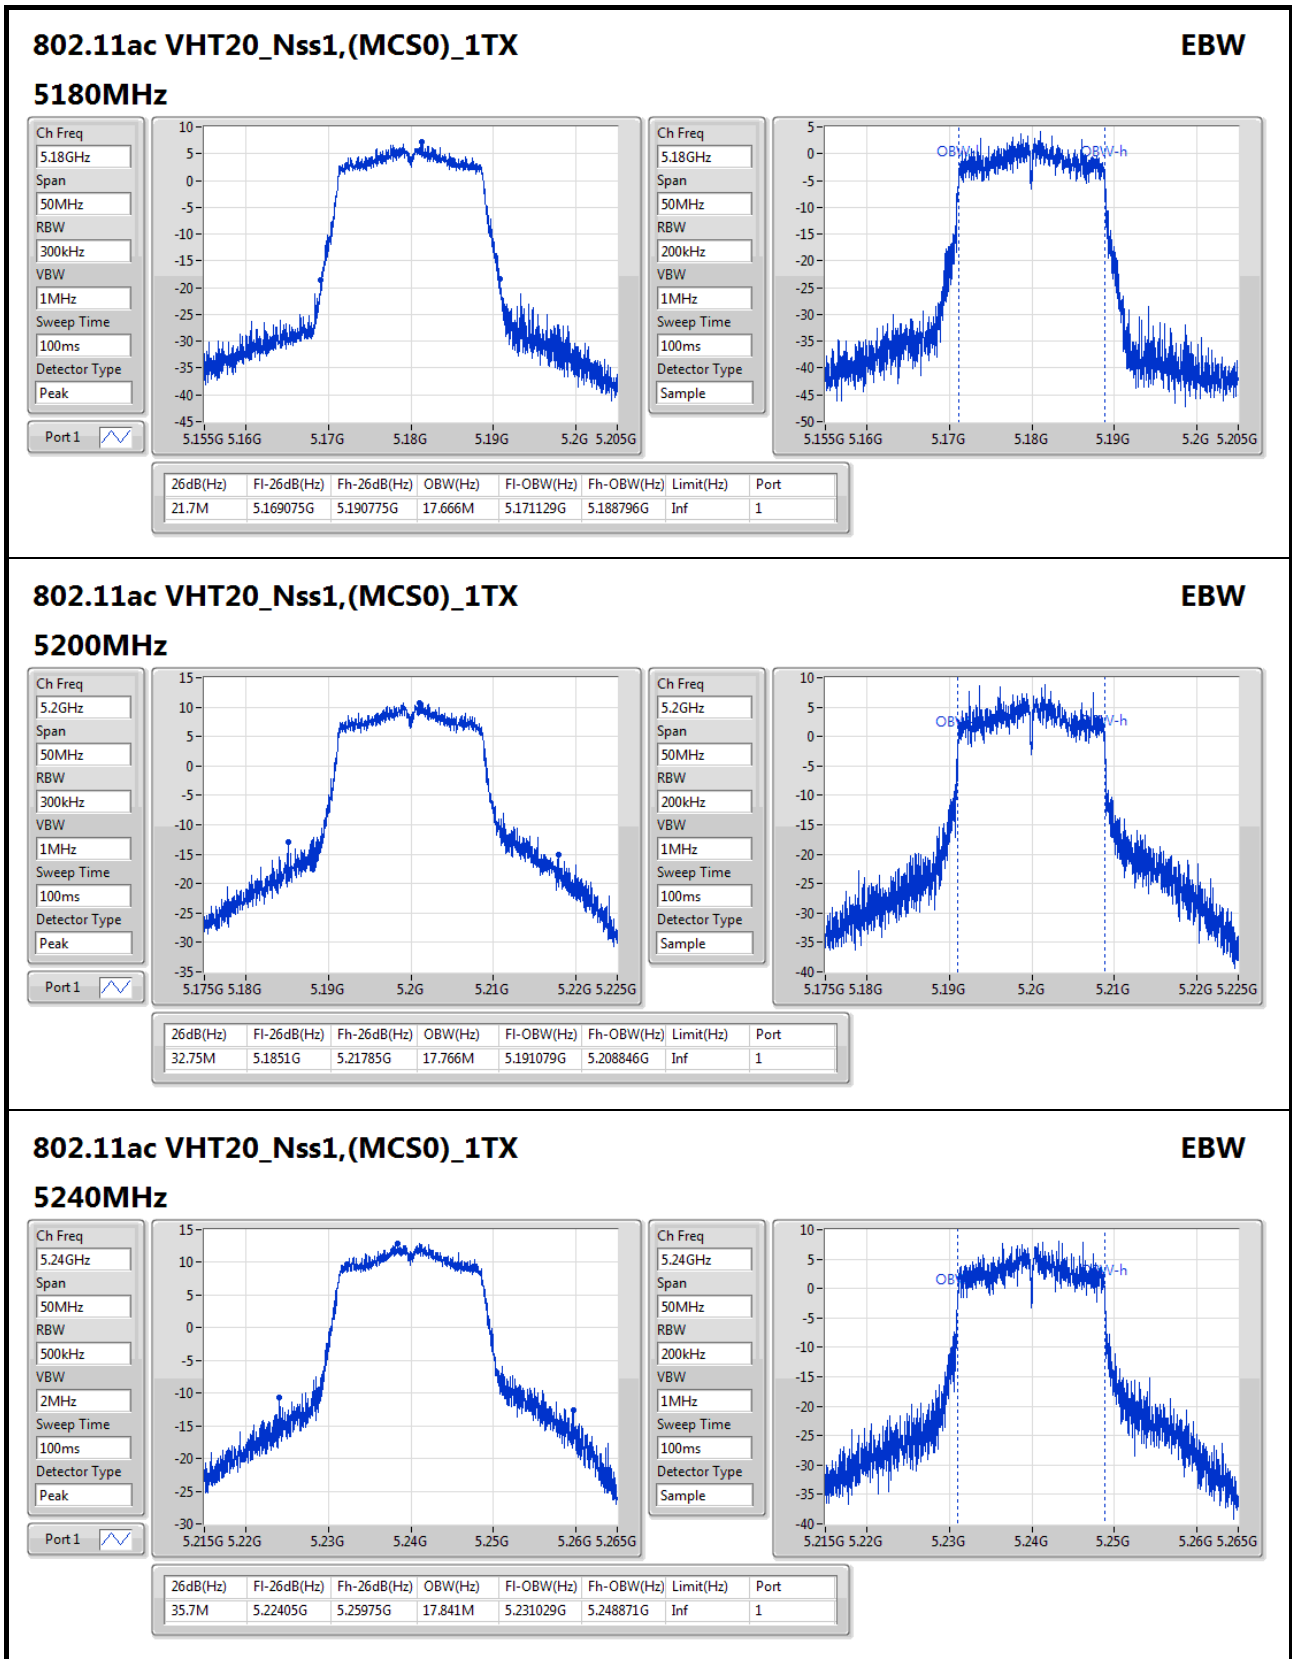 802.11ac VHT20_Nss1,(MCS0)_1TX EBW
5180MHz
Ch Freq
5.18GHz
Span
50MHz
RBW
300kHz
VBW
1MHz
Sweep Time
100ms
Detector Type
Peak
Port 1
10
5
0
-5
-10
-15
-20
-25
-30
-35
-40
-45
5.155G 5.16G 5.17G 5.18G 5.19G 5.2G 5.205G
Ch Freq
5.18GHz
Span
50MHz
RBW
200kHz
VBW
1MHz
Sweep Time
100ms
Detector Type
Sample
5
0
-5
-10
-15
-20
-25
-30
-35
-40
-45
-50
OBW-h
5.155G 5.16G 5.17G 5.18G 5.19G 5.2G 5.205G
26dB(Hz) Fl-26dB(Hz) Fh-26dB(Hz) OBW(Hz) Fl-OBW(Hz) Fh-OBW(Hz) Limit(Hz) Port
21.7M 5.169075G 5.190775G 17.666M 5.171129G 5.188796G Inf 1
802.11ac VHT20_Nss1,(MCS0)_1TX EBW
5200MHz
Ch Freq
5.2GHz
Span
50MHz
RBW
300kHz
VBW
1MHz
Sweep Time
100ms
Detector Type
Peak
Port 1
15
10
5
0
-5
-10
-15
-20
-25
-30
-35
5.175G 5.18G 5.19G 5.2G 5.21G 5.22G 5.225G
Ch Freq
5.2GHz
Span
50MHz
RBW
200kHz
VBW
1MHz
Sweep Time
100ms
Detector Type
Sample
10
5
0
-5
-10
-15
-20
-25
-30
-35
-40
5.175G 5.18G 5.19G 5.2G 5.21G 5.22G 5.225G
26dB(Hz) Fl-26dB(Hz) Fh-26dB(Hz) OBW(Hz) Fl-OBW(Hz) Fh-OBW(Hz) Limit(Hz) Port
32.75M 5.1851G 5.21785G 17.766M 5.191079G 5.208846G Inf 1
802.11ac VHT20_Nss1,(MCS0)_1TX EBW
5240MHz
Ch Freq
5.24GHz
Span
50MHz
RBW
500kHz
VBW
2MHz
Sweep Time
100ms
Detector Type
Peak
Port 1
15
10
5
0
-5
-10
-15
-20
-25
-30
5.215G 5.22G 5.23G 5.24G 5.25G 5.26G 5.265G
Ch Freq
5.24GHz
Span
50MHz
RBW
200kHz
VBW
1MHz
Sweep Time
100ms
Detector Type
Sample
10
5
0
-5
-10
-15
-20
-25
-30
-35
-40
5.215G 5.22G 5.23G 5.24G 5.25G 5.26G 5.265G
26dB(Hz) Fl-26dB(Hz) Fh-26dB(Hz) OBW(Hz) Fl-OBW(Hz) Fh-OBW(Hz) Limit(Hz) Port
35.7M 5.22405G 5.25975G 17.841M 5.231029G 5.248871G Inf 1